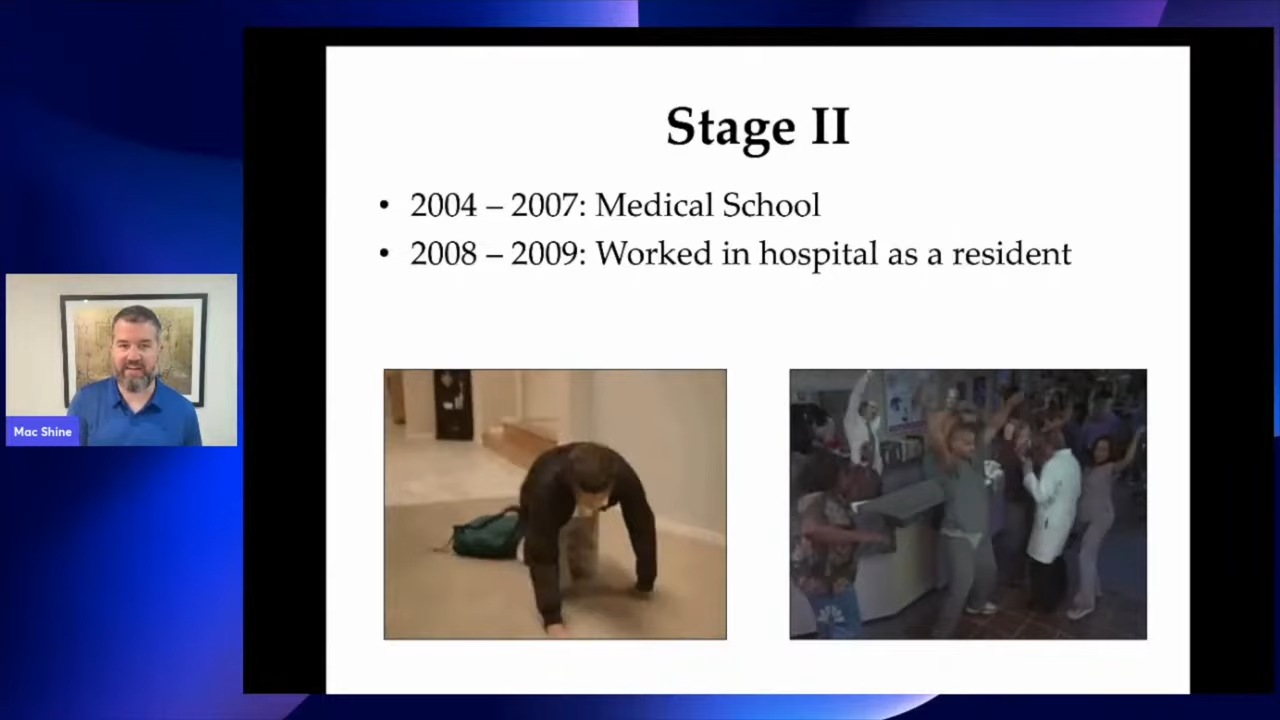 Stage II
• 2004 – 2007: Medical School
• 2008 – 2009: Worked in hospital as a resident
Mac Shine